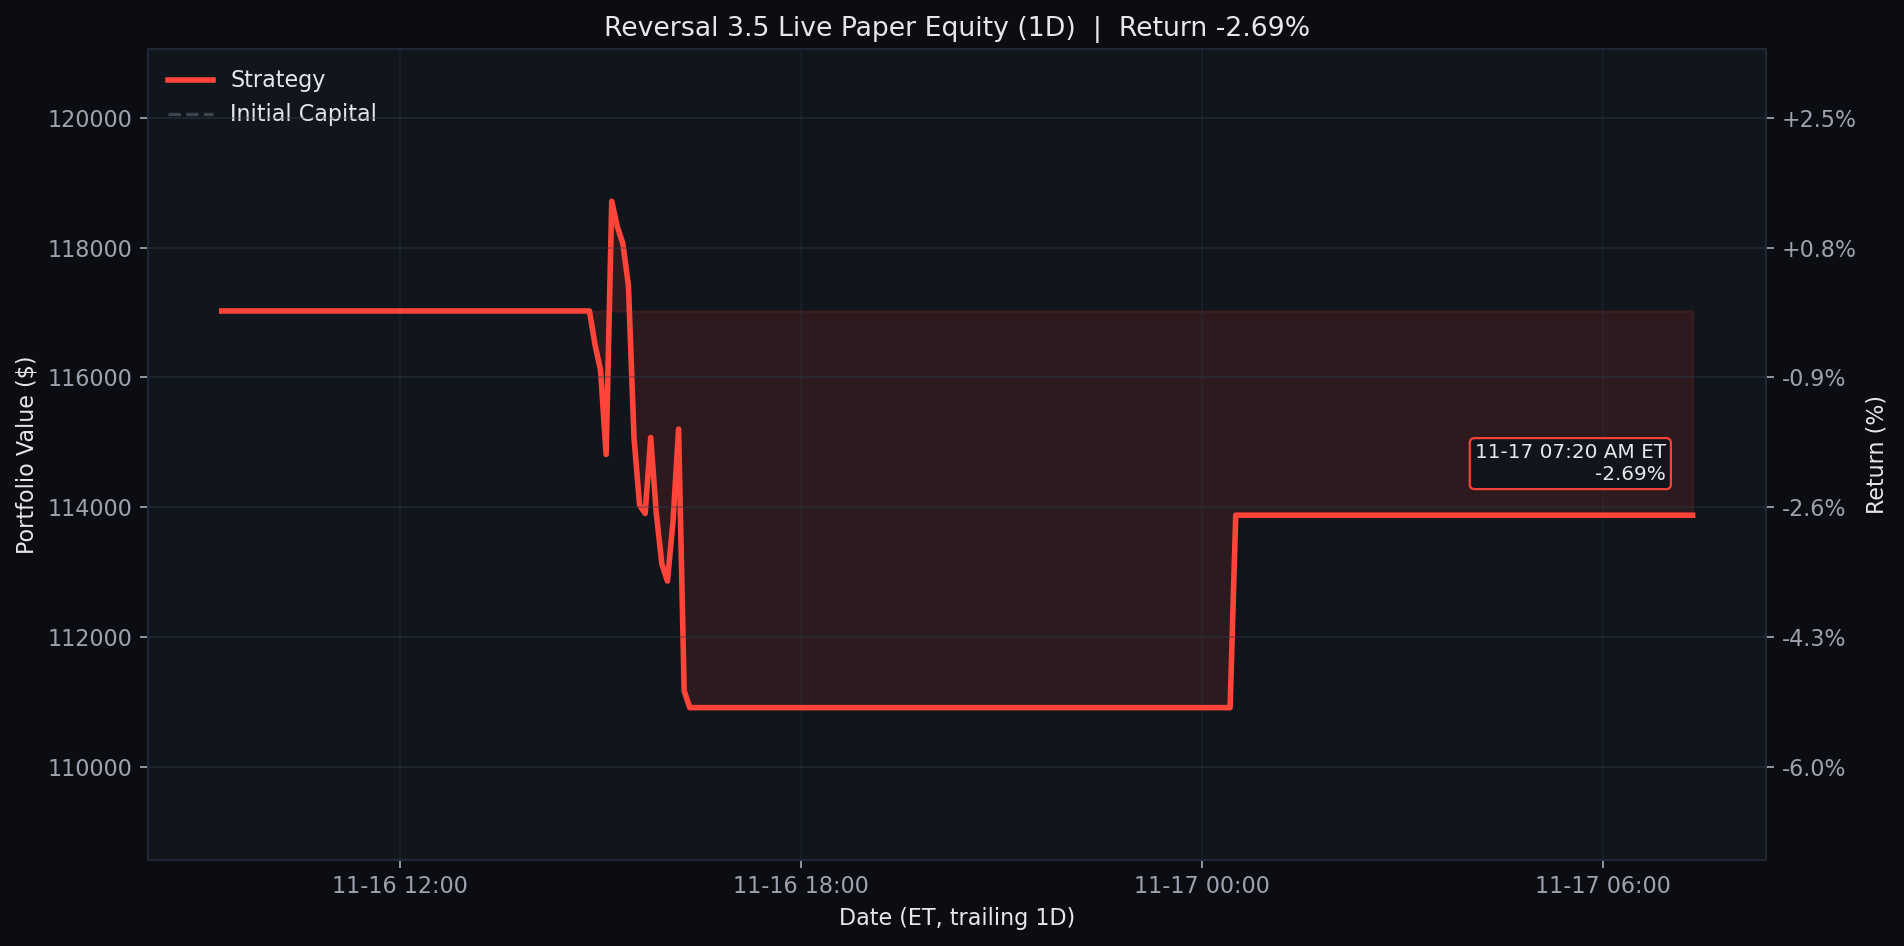 Reversal 3.5 Live Paper Equity (1D) | Return -2.69%
Strategy
Initial Capital
120000
118000
116000
114000
112000
110000
Portfolio Value ($)
+2.5%
+0.8%
-0.9%
-2.6%
-4.3%
-6.0%
Return (%)
11-17 07:20 AM ET
-2.69%
11-16 12:00
11-16 18:00
11-17 00:00
11-17 06:00
Date (ET, trailing 1D)